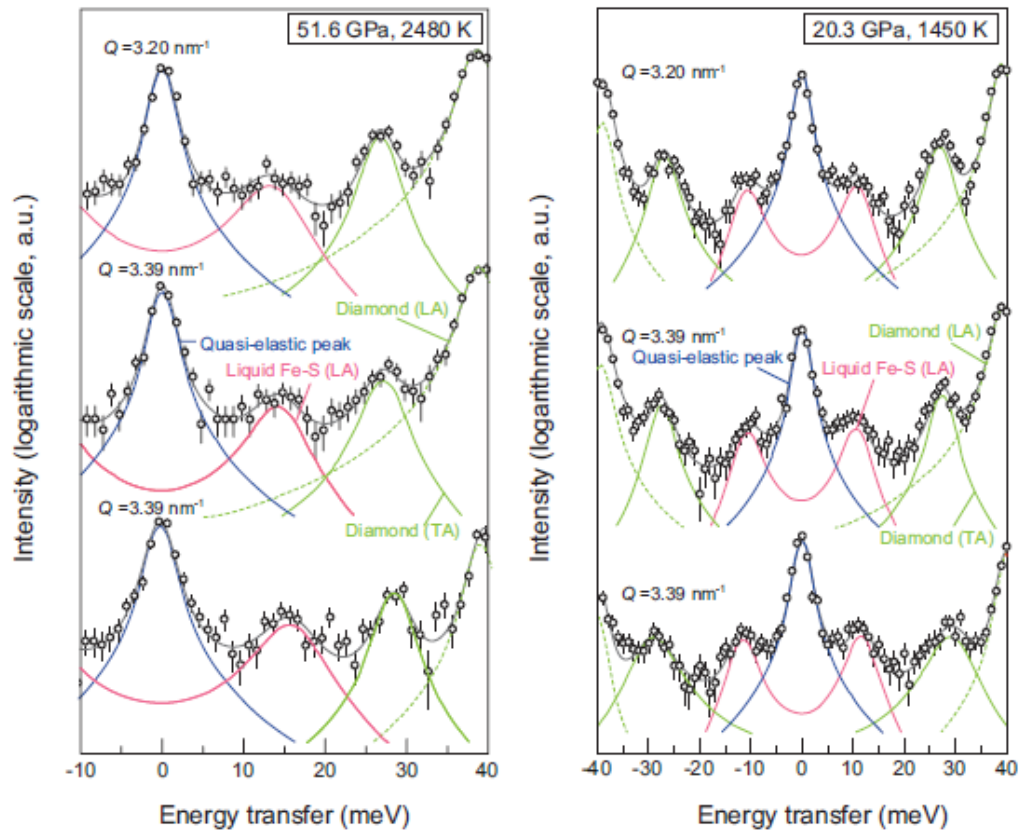 51.6 GPa, 2480 K
Q=3.20 nm⁻¹
Q=3.39 nm⁻¹
Diamond (LA)
Quasi-elastic peak
Liquid Fe-S (LA)
Diamond (TA)
Q=3.39 nm⁻¹
-10 0 10 20 30 40
Energy transfer (meV)
Intensity (logarithmic scale, a.u.)
20.3 GPa, 1450 K
Q=3.20 nm⁻¹
Q=3.39 nm⁻¹
Diamond (LA)
Quasi-elastic peak
Liquid Fe-S (LA)
Diamond (TA)
Q=3.39 nm⁻¹
-40 -30 -20 -10 0 10 20 30 40
Energy transfer (meV)
Intensity (logarithmic scale, a.u.)